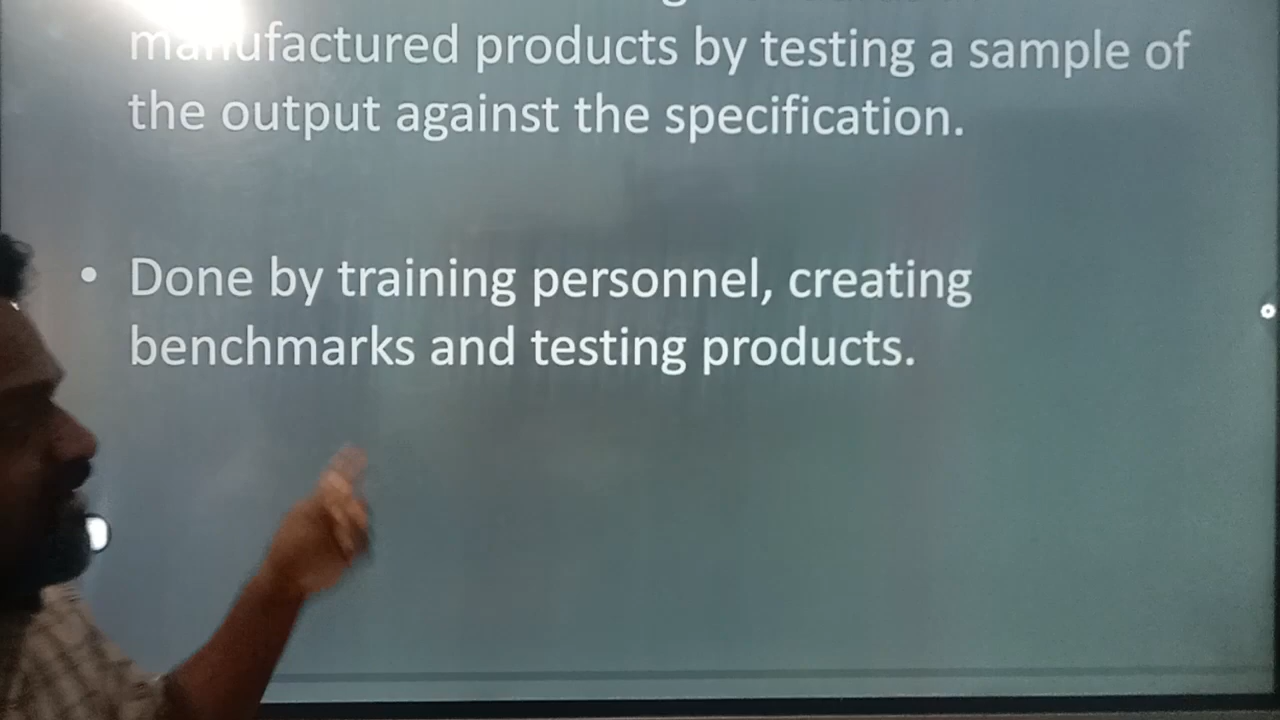 manufactured products by testing a sample of
the output against the specification.
• Done by training personnel, creating
benchmarks and testing products.